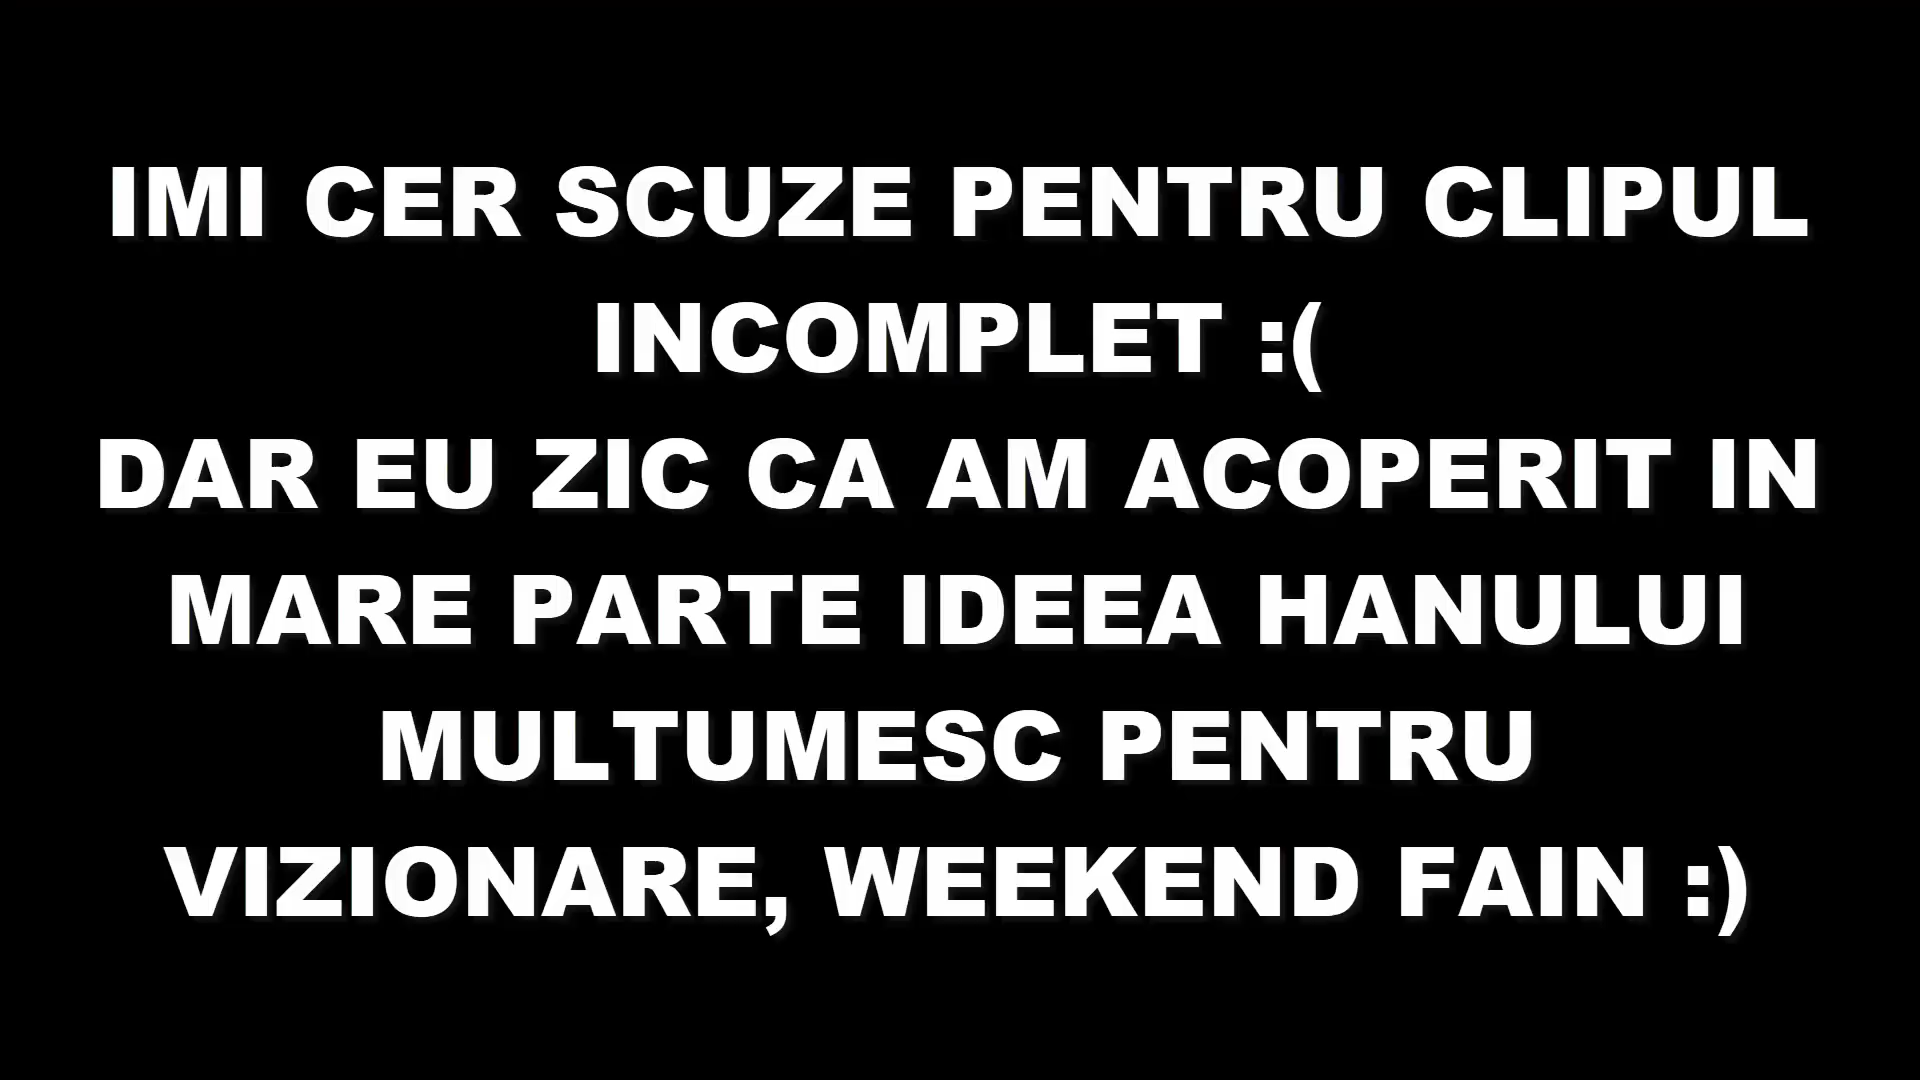 IMI CER SCUZE PENTRU CLIPUL
INCOMPLET :(
DAR EU ZIC CA AM ACOPERIT IN
MARE PARTE IDEEA HANULUI
MULTUMESC PENTRU
VIZIONARE, WEEKEND FAIN :)